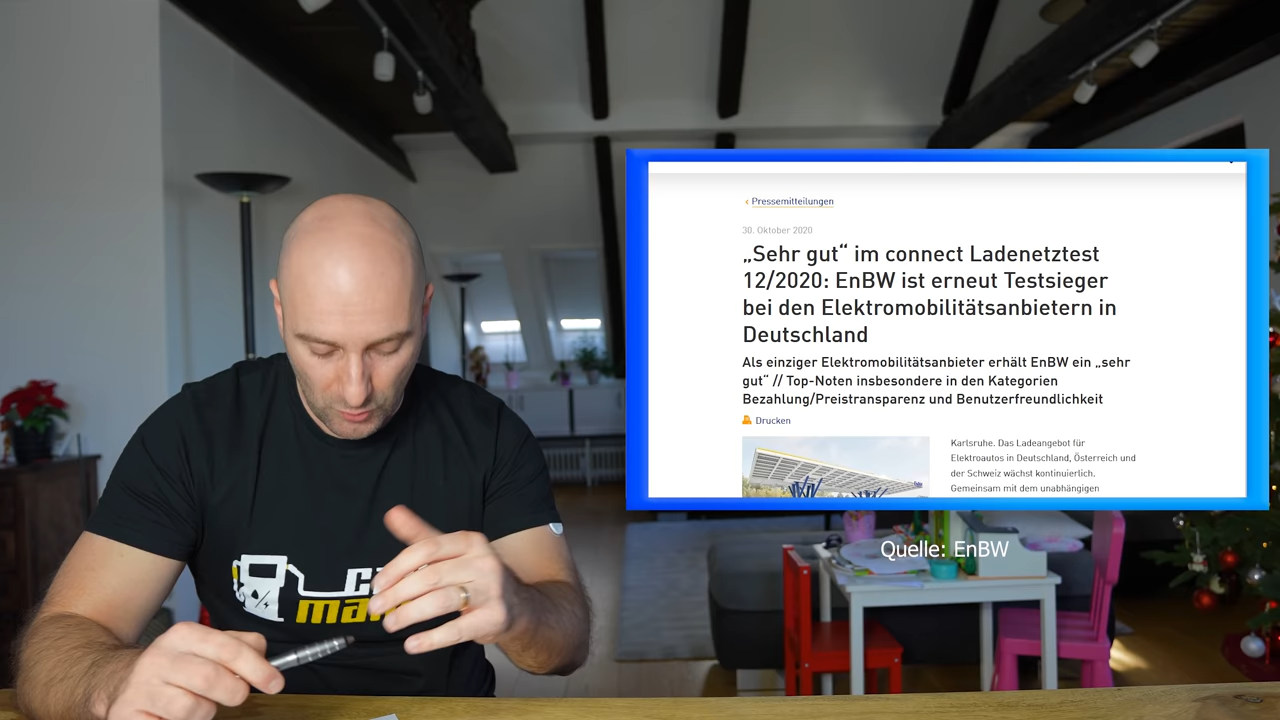 ‹ Pressemitteilungen
30. Oktober 2020
„Sehr gut“ im connect Ladenetztest
12/2020: EnBW ist erneut Testsieger
bei den Elektromobilitätsanbietern in
Deutschland
Als einziger Elektromobilitätsanbieter erhält EnBW ein „sehr
gut“ // Top-Noten insbesondere in den Kategorien
Bezahlung/Preistransparenz und Benutzerfreundlichkeit
Drucken
Karlsruhe. Das Ladeangebot für
Elektroautos in Deutschland, Österreich und
der Schweiz wächst kontinuierlich.
Gemeinsam mit dem unabhängigen
Quelle: EnBW